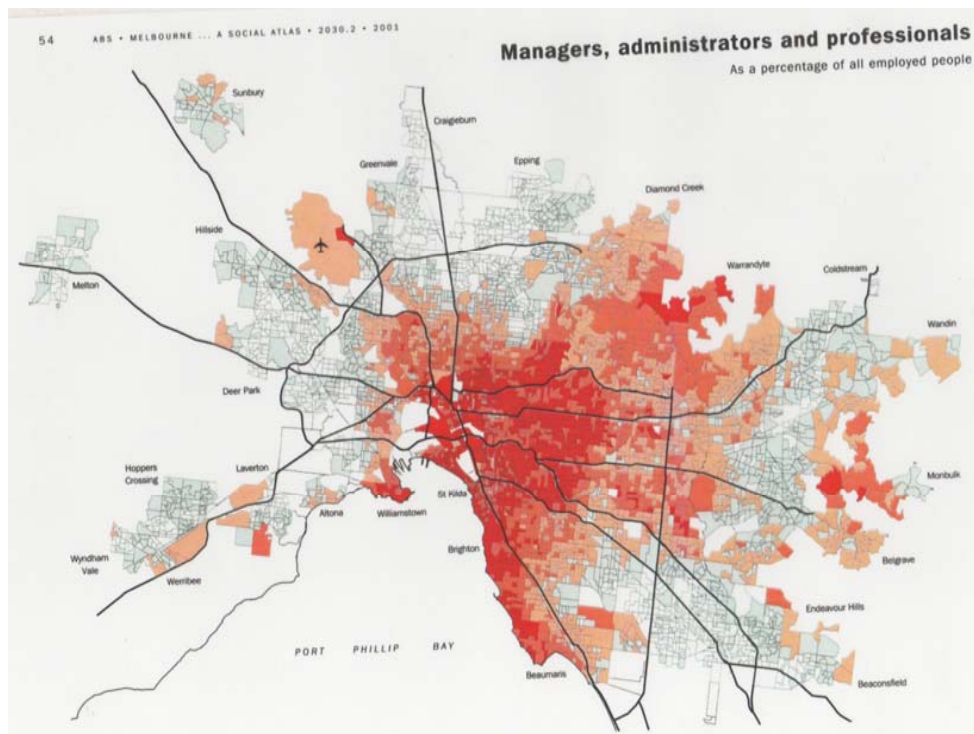 54 ABS • MELBOURNE ... A SOCIAL ATLAS • 2030.2 • 2001
Managers, administrators and professionals
As a percentage of all employed people
Sunbury
Craigieburn
Greenvale
Epping
Diamond Creek
Hillside
Warrandyte
Coldstream
Melton
Wandin
Deer Park
Hoppers
Crossing
Laverton
Monbulk
St Kilda
Altona
Williamstown
Brighton
Wyndham
Vale
Belgrave
Werribee
Endeavour Hills
PORT PHILLIP BAY
Beaumaris
Beaconsfield